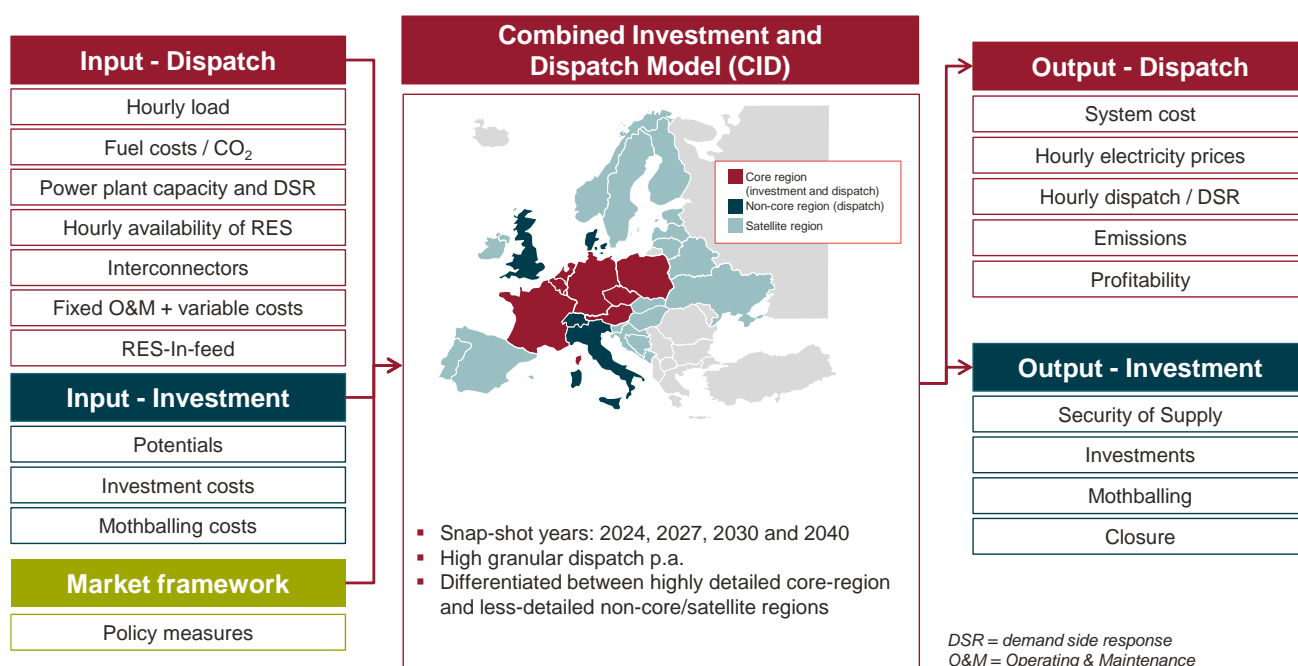 Input - Dispatch
Hourly load
Fuel costs / CO2
Power plant capacity and DSR
Hourly availability of RES
Interconnectors
Fixed O&M + variable costs
RES-In-feed
Input - Investment
Potentials
Investment costs
Mothballing costs
Market framework
Policy measures
Combined Investment and
Dispatch Model (CID)
Core region
(investment and dispatch)
Non-core region (dispatch)
Satellite region
▪ Snap-shot years: 2024, 2027, 2030 and 2040
▪ High granular dispatch p.a.
▪ Differentiated between highly detailed core-region
and less-detailed non-core/satellite regions
Output - Dispatch
System cost
Hourly electricity prices
Hourly dispatch / DSR
Emissions
Profitability
Output - Investment
Security of Supply
Investments
Mothballing
Closure
DSR = demand side response
O&M = Operating & Maintenance